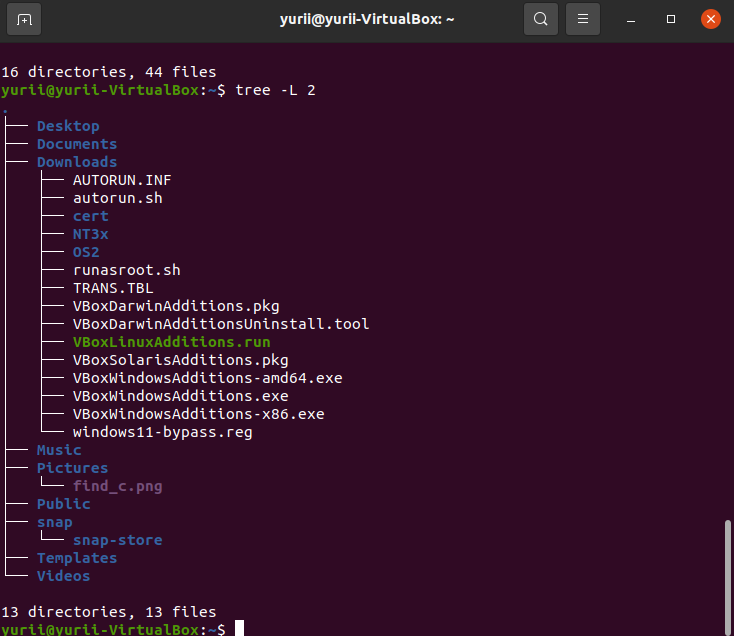 yurii@yurii-VirtualBox: ~
16 directories, 44 files
yurii@yurii-VirtualBox:~$ tree -L 2
.
├── Desktop
├── Documents
├── Downloads
│   ├── AUTORUN.INF
│   ├── autorun.sh
│   ├── cert
│   ├── NT3x
│   ├── OS2
│   ├── runasroot.sh
│   ├── TRANS.TBL
│   ├── VBoxDarwinAdditions.pkg
│   ├── VBoxDarwinAdditionsUninstall.tool
│   ├── VBoxLinuxAdditions.run
│   ├── VBoxSolarisAdditions.pkg
│   ├── VBoxWindowsAdditions-amd64.exe
│   ├── VBoxWindowsAdditions.exe
│   ├── VBoxWindowsAdditions-x86.exe
│   └── windows11-bypass.reg
├── Music
├── Pictures
│   └── find_c.png
├── Public
├── snap
│   └── snap-store
├── Templates
└── Videos
13 directories, 13 files
yurii@yurii-VirtualBox:~$